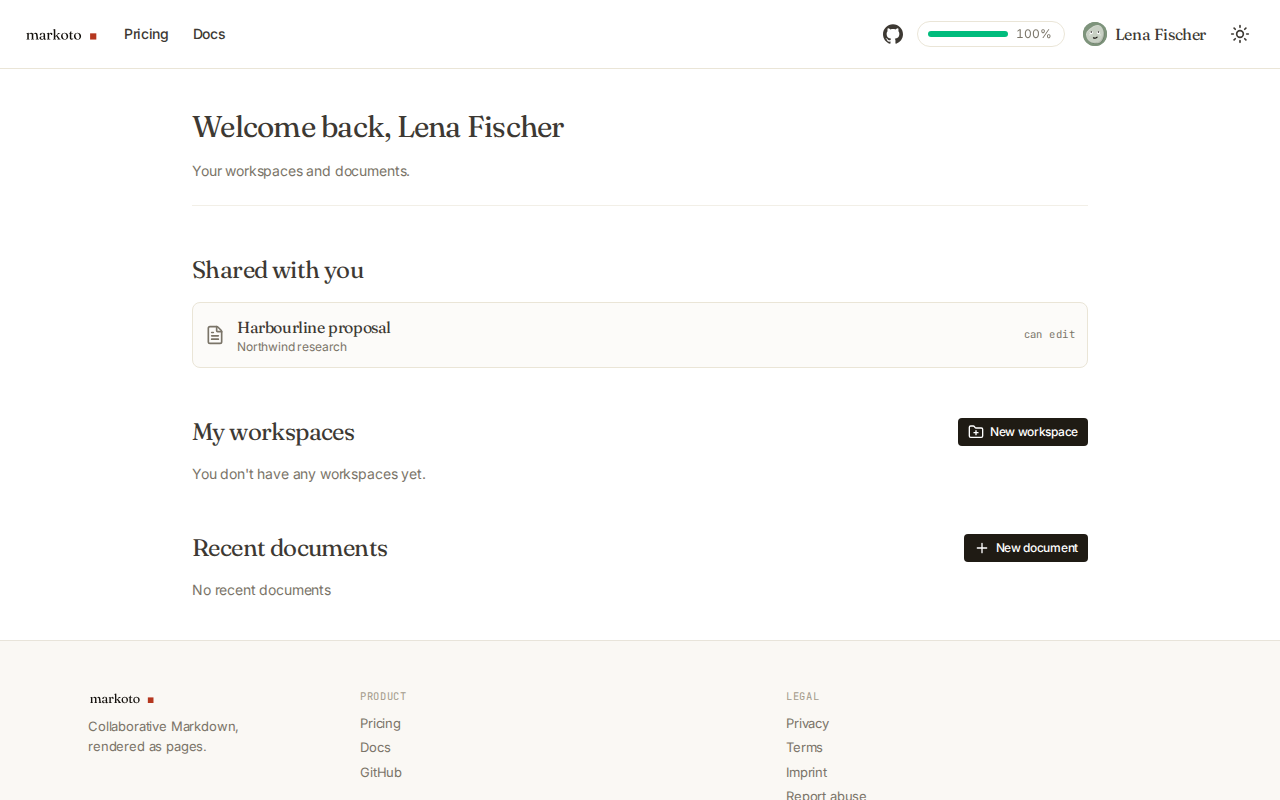 markoto
Pricing
Docs
100%
Lena Fischer
Welcome back, Lena Fischer
Your workspaces and documents.
Shared with you
Harbourline proposal
Northwind research
can edit
My workspaces
New workspace
You don't have any workspaces yet.
Recent documents
New document
No recent documents
markoto
Collaborative Markdown,
rendered as pages.
PRODUCT
Pricing
Docs
GitHub
LEGAL
Privacy
Terms
Imprint
Report abuse